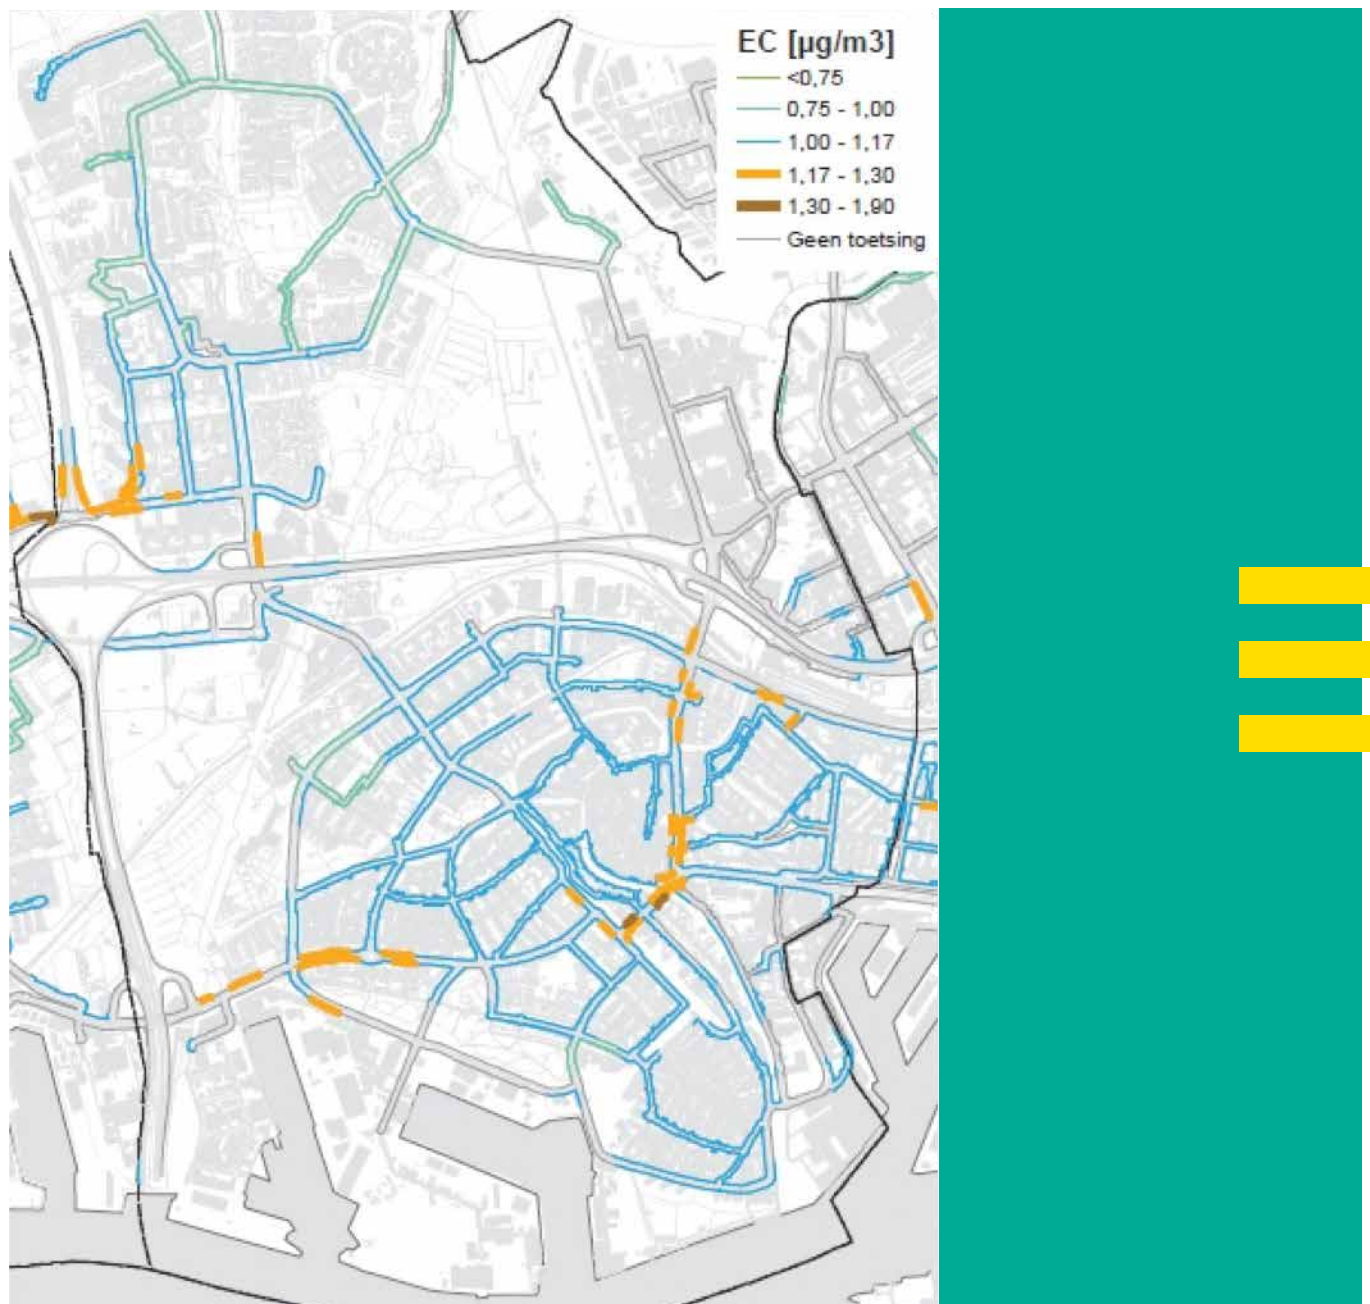 EC [µg/m3]
<0,75
0,75 - 1,00
1,00 - 1,17
1,17 - 1,30
1,30 - 1,90
Geen toetsing